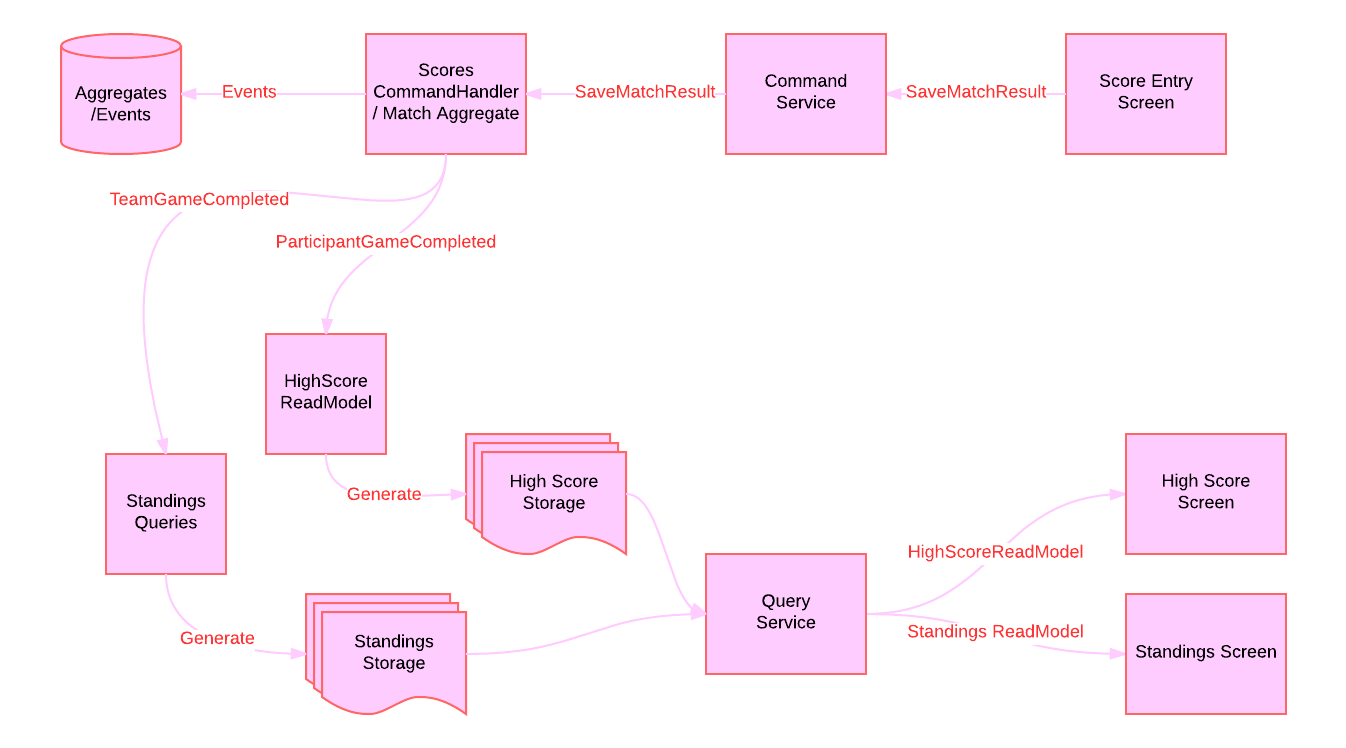 Aggregates
/Events
Events
Scores
CommandHandler
/ Match Aggregate
SaveMatchResult
Command
Service
SaveMatchResult
Score Entry
Screen
TeamGameCompleted
ParticipantGameCompleted
HighScore
ReadModel
Generate
High Score
Storage
Standings
Queries
Generate
Standings
Storage
Query
Service
HighScoreReadModel
High Score
Screen
Standings ReadModel
Standings Screen